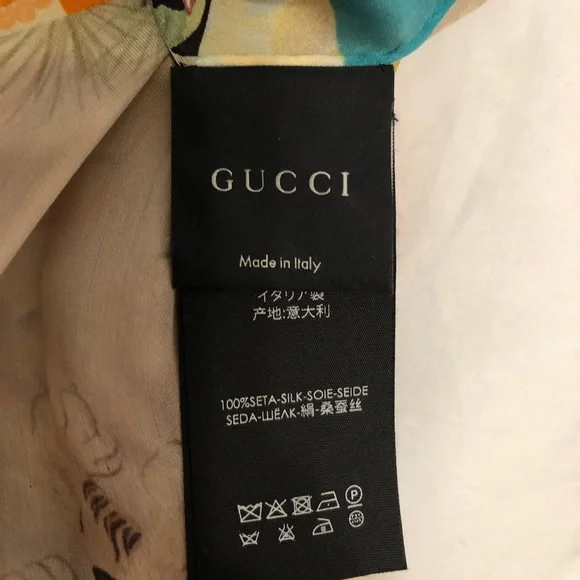 GUCCI
Made in Italy
イタリア製
产地:意大利
100%SETA-SILK-SOIE-SEIDE
SEDA-ШЁЛК-絹-桑蚕丝
P